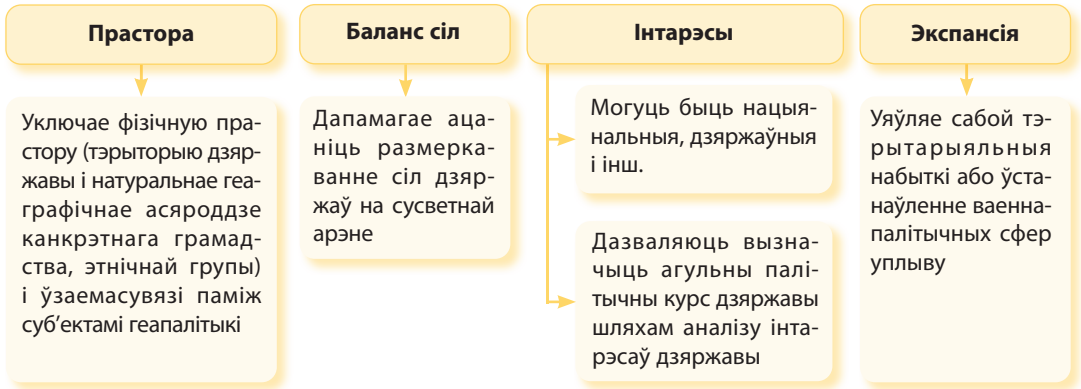 Прастора
Уключае фізічную пра-
стору (тэрыторыю дзяр-
жавы і натуральнае геа-
графічнае асяроддзе
канкрэтнага грамад-
ства, этнічнай групы)
і ўзаемасувязі паміж
суб’ектамі геапалітыкі
Баланс сіл
Дапамагае аца-
ніць размерка-
ванне сіл дзяр-
жаў на сусветнай
арэне
Інтарэсы
Могуць быць нацыя-
нальныя, дзяржаўныя
і інш.
Дазваляюць вызна-
чыць агульны палі-
тычны курс дзяржавы
шляхам аналізу інта-
рэсаў дзяржавы
Экспансія
Уяўляе сабой тэ-
рытарыяльныя
набыткі або ўста-
наўленне ваенна-
палітычных сфер
уплыву